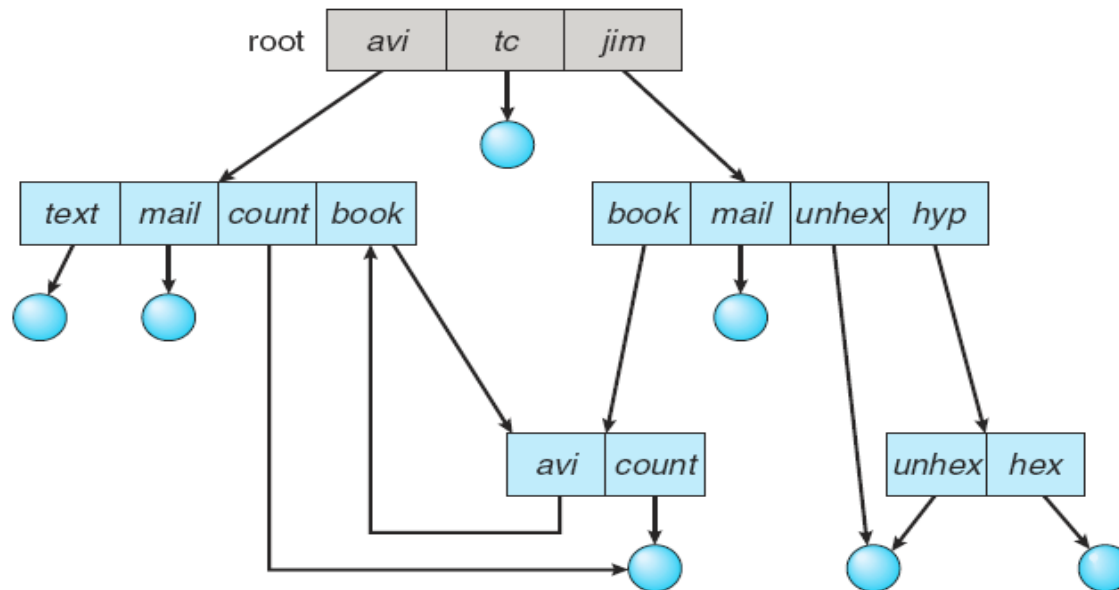 root avi tc jim
text mail count book book mail unhex hyp
avi count unhex hex